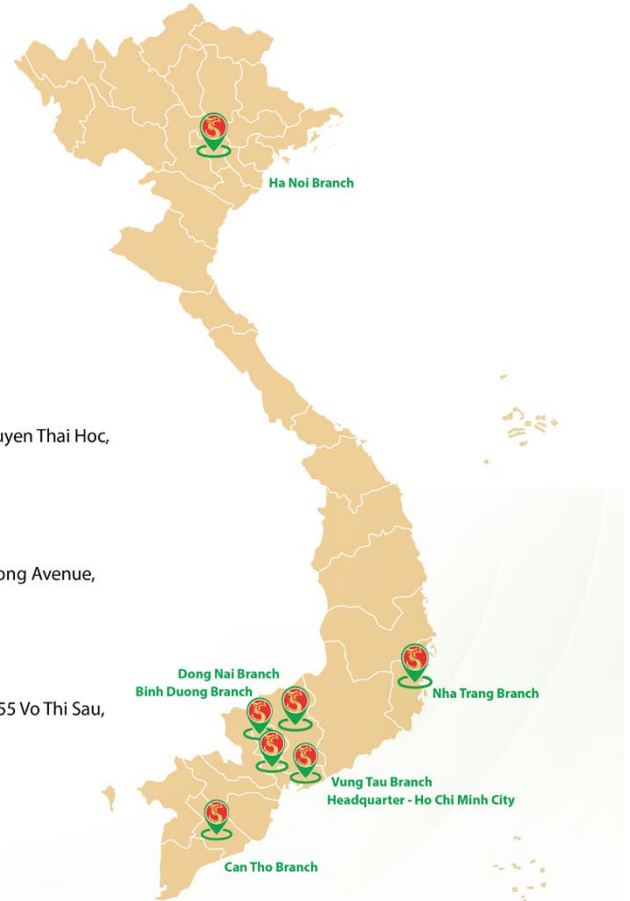 Ha Noi Branch
uyen Thai Hoc,
ong Avenue,
55 Vo Thi Sau,
Dong Nai Branch
Binh Duong Branch
Nha Trang Branch
Vung Tau Branch
Headquarter - Ho Chi Minh City
Can Tho Branch